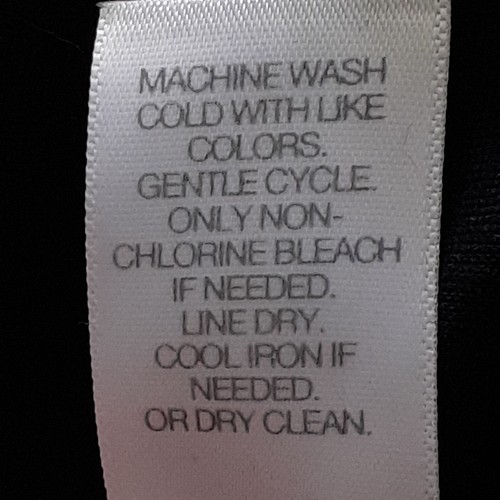 MACHINE WASH
COLD WITH LIKE
COLORS.
GENTLE CYCLE.
ONLY NON-
CHLORINE BLEACH
IF NEEDED.
LINE DRY.
COOL IRON IF
NEEDED.
OR DRY CLEAN.